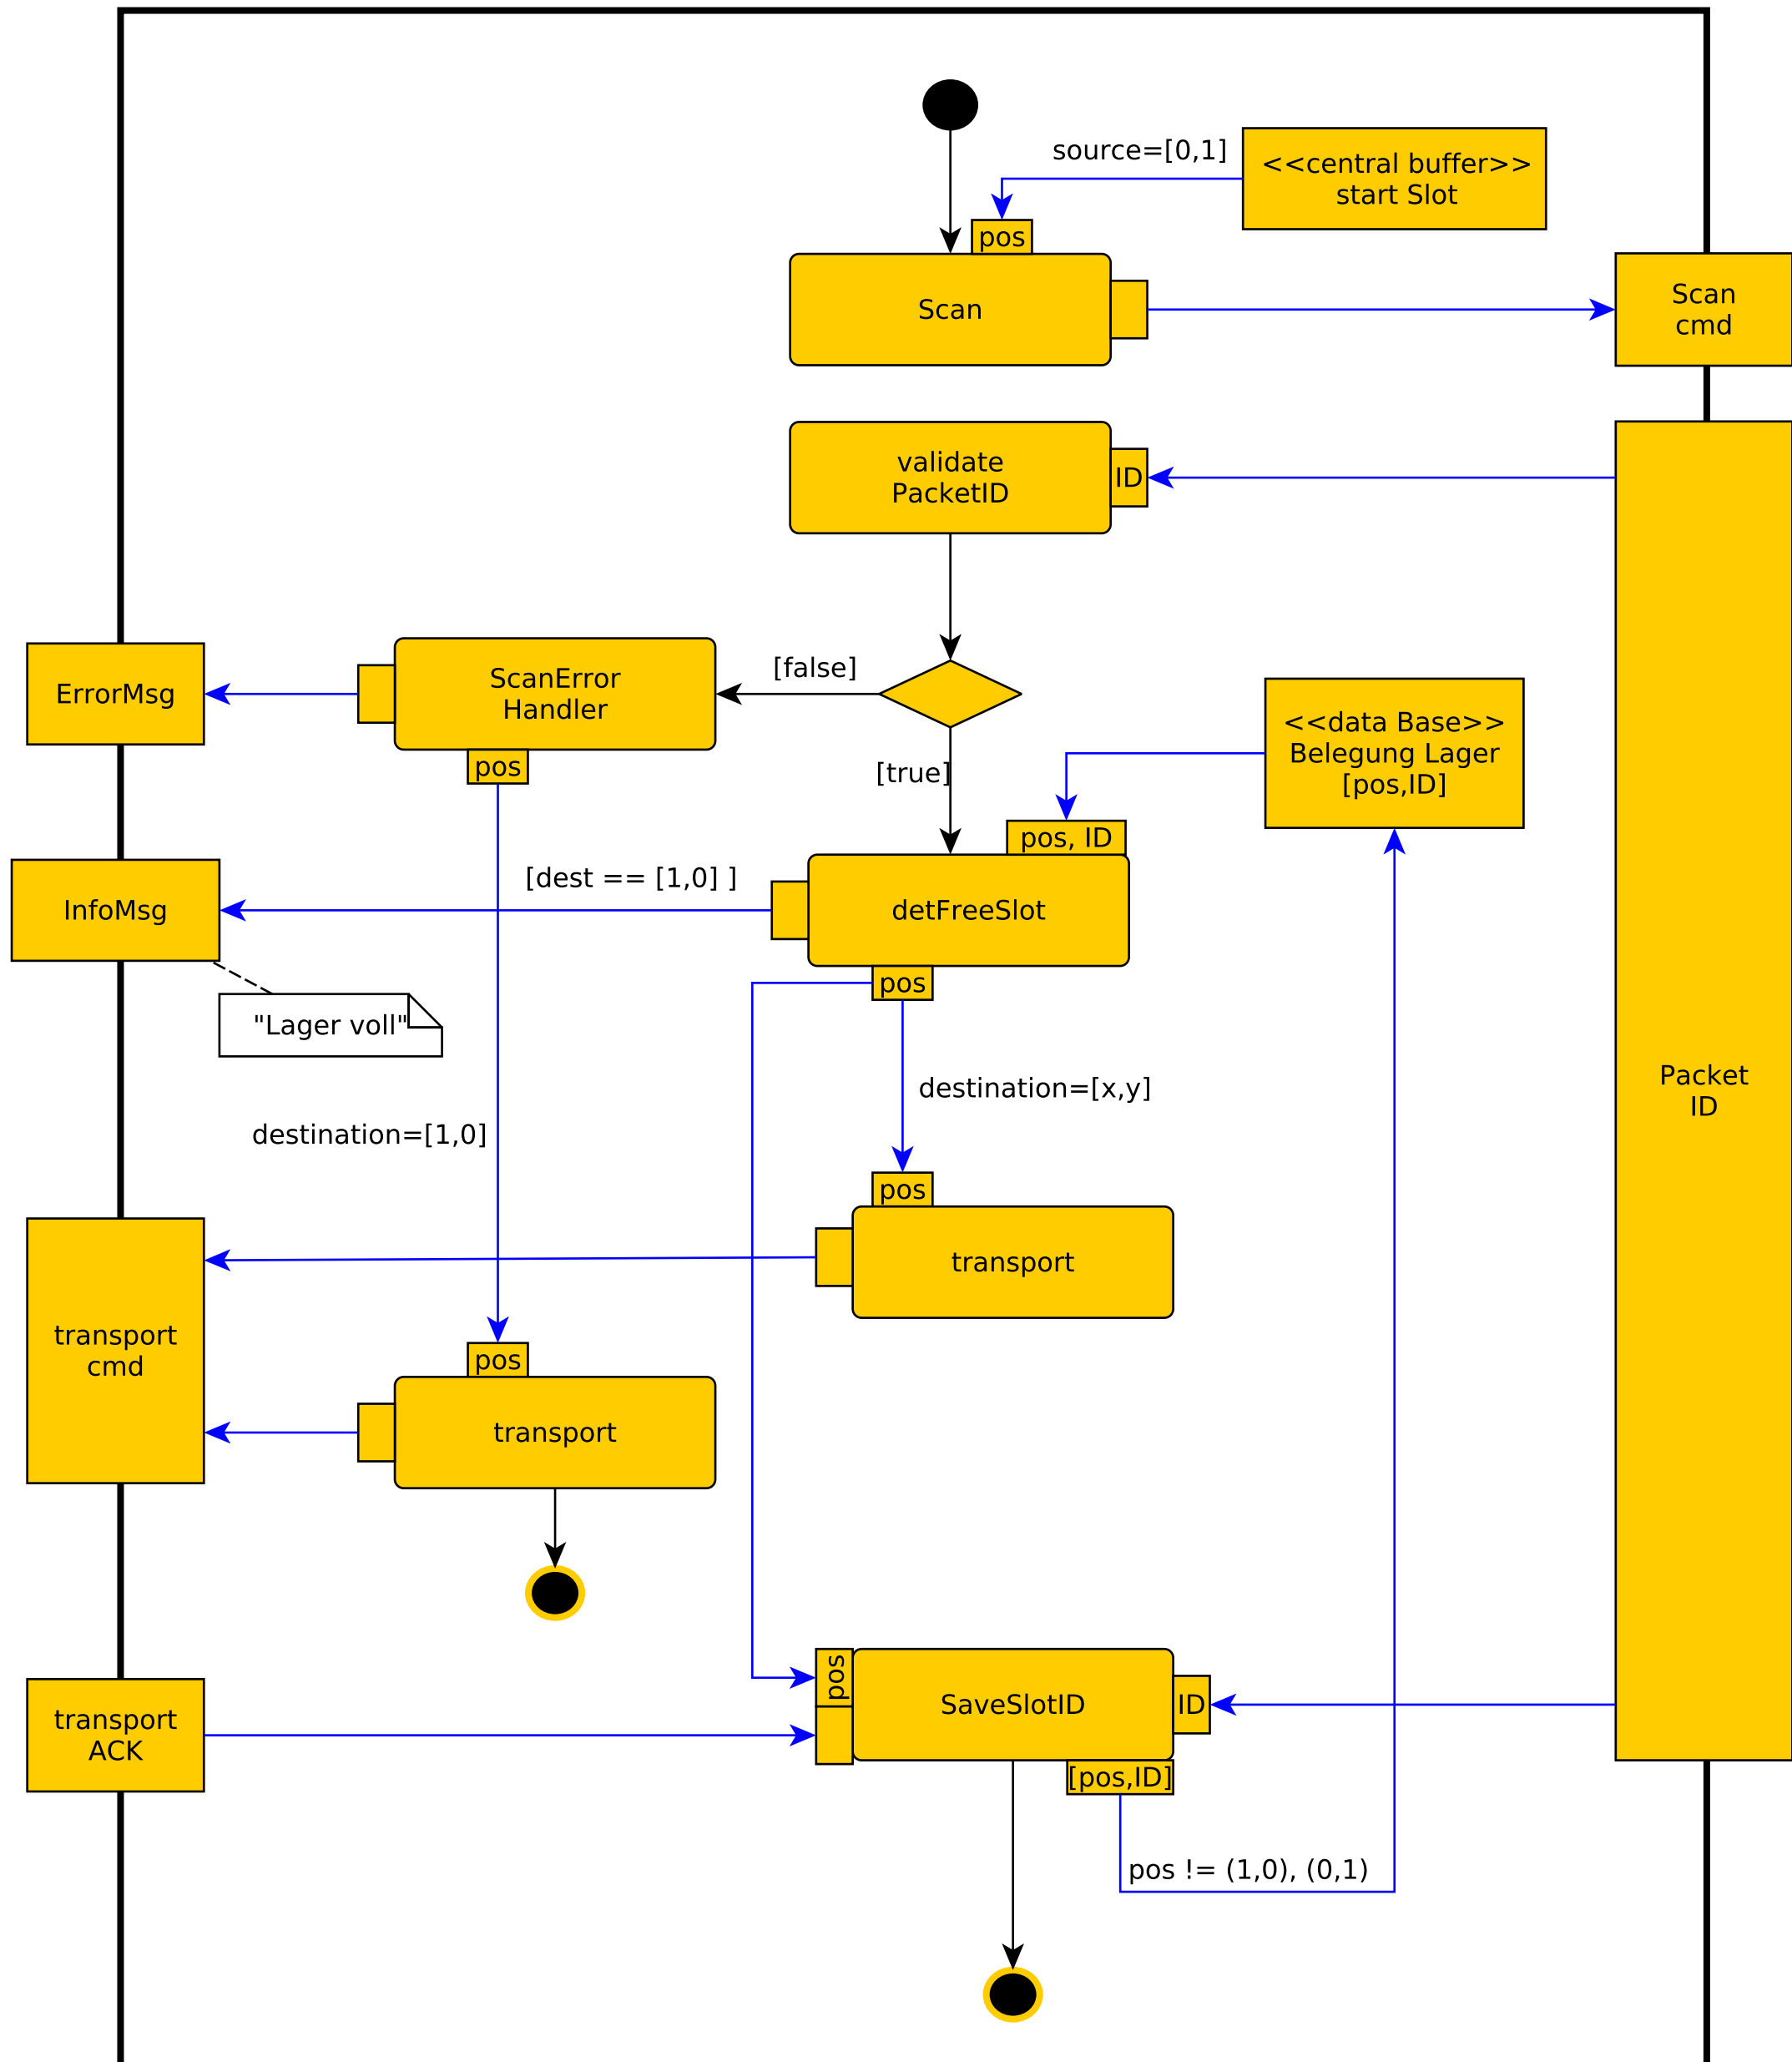 source=[0,1]
<<central buffer>>
start Slot
pos
Scan
Scan
cmd
validate
PacketID
ID
ErrorMsg
ScanError
Handler
[false]
pos
[true]
<<data Base>>
Belegung Lager
[pos,ID]
pos, ID
InfoMsg
[dest == [1,0] ]
detFreeSlot
pos
"Lager voll"
Packet
ID
destination=[x,y]
destination=[1,0]
pos
transport
transport
cmd
pos
transport
pos
SaveSlotID
ID
transport
ACK
[pos,ID]
pos != (1,0), (0,1)